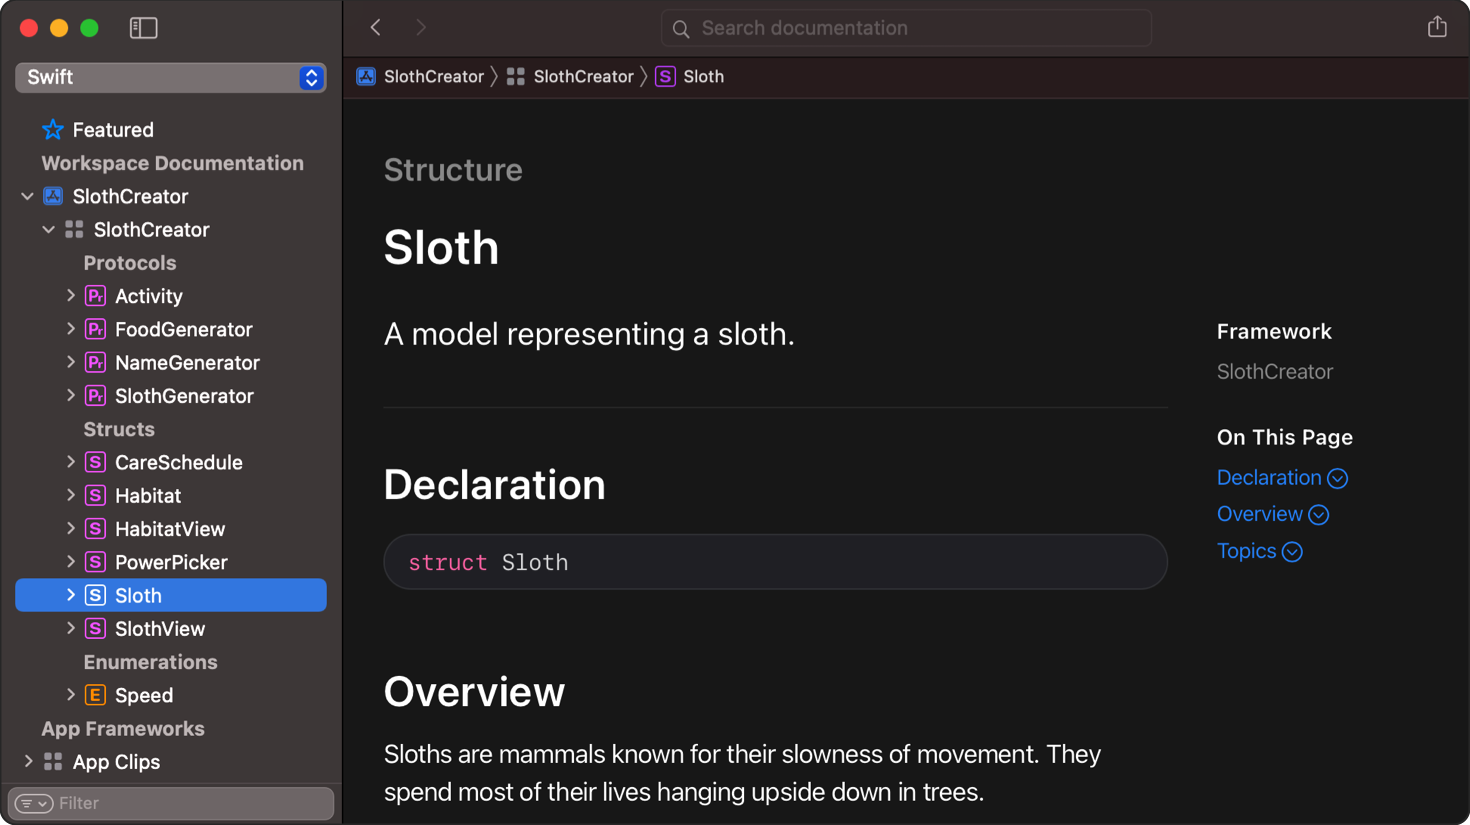 Search documentation
Swift
SlothCreator
SlothCreator
S Sloth
Featured
Workspace Documentation
SlothCreator
SlothCreator
Protocols
Pr Activity
Pr FoodGenerator
Pr NameGenerator
Pr SlothGenerator
Structs
S CareSchedule
S Habitat
S HabitatView
S PowerPicker
S Sloth
S SlothView
Enumerations
E Speed
App Frameworks
App Clips
Filter
Structure
Sloth
A model representing a sloth.
Declaration
struct Sloth
Overview
Sloths are mammals known for their slowness of movement. They
spend most of their lives hanging upside down in trees.
Framework
SlothCreator
On This Page
Declaration
Overview
Topics